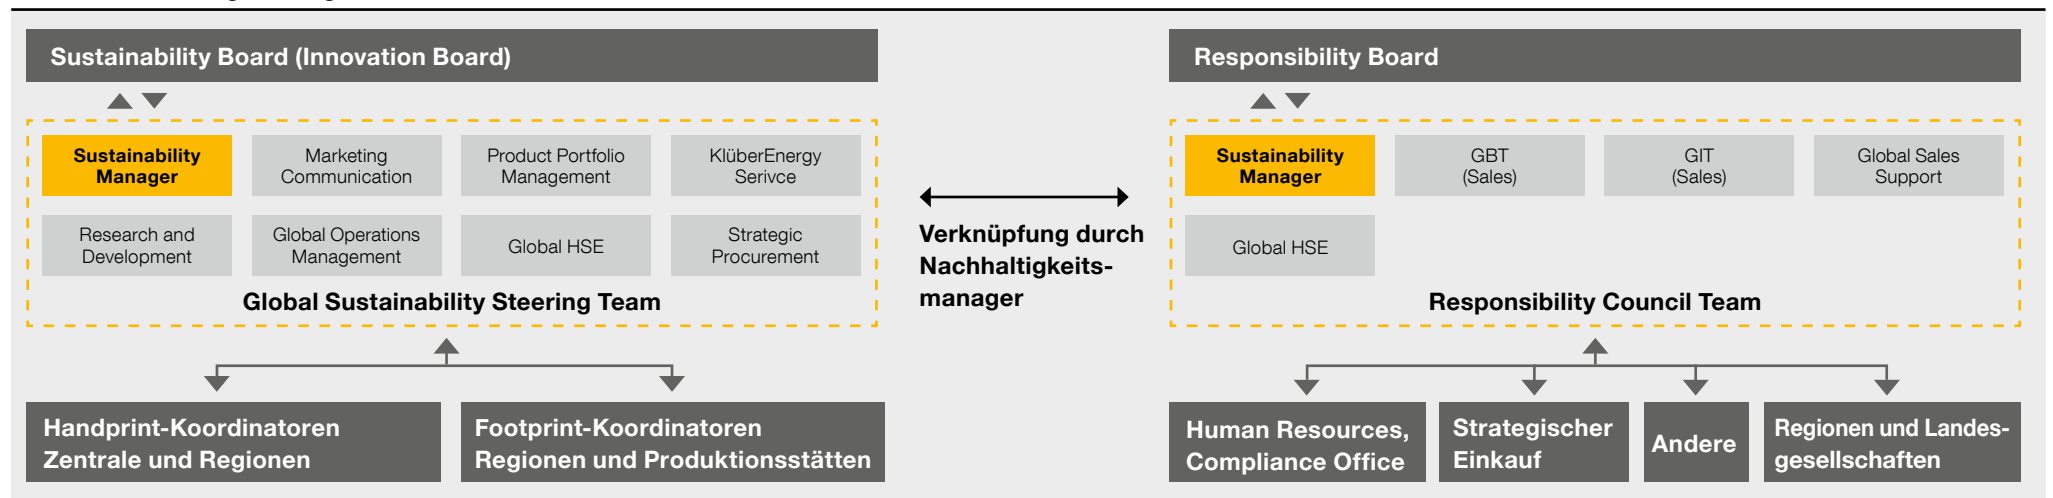 Sustainability Board (Innovation Board)
Sustainability
Manager
Marketing
Communication
Product Portfolio
Management
KlüberEnergy
Serivce
Research and
Development
Global Operations
Management
Global HSE
Strategic
Procurement
Global Sustainability Steering Team
Handprint-Koordinatoren
Zentrale und Regionen
Footprint-Koordinatoren
Regionen und Produktionsstätten
Verknüpfung durch
Nachhaltigkeits-
manager
Responsibility Board
Sustainability
Manager
GBT
(Sales)
GIT
(Sales)
Global Sales
Support
Global HSE
Responsibility Council Team
Human Resources,
Compliance Office
Strategischer
Einkauf
Andere
Regionen und Landes-
gesellschaften